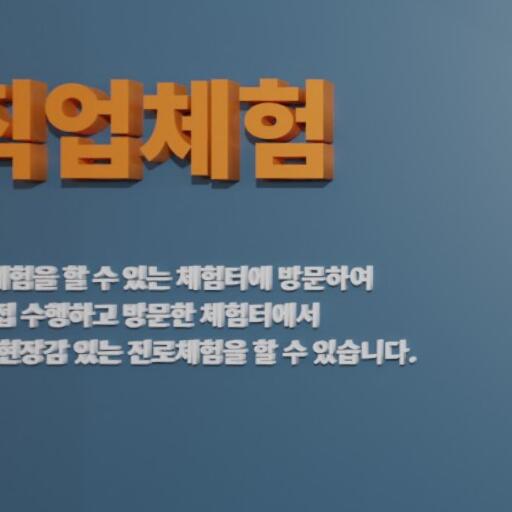 직업체험
체험을 할 수 있는 체험터에 방문하여
수행하고 방문한 체험터에서
현장감 있는 진로체험을 할 수 있습니다.